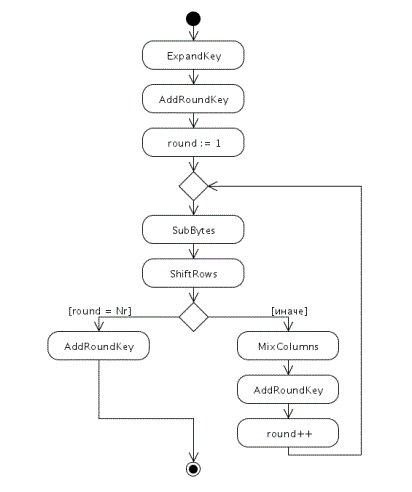 ExpandKey
AddRoundKey
round := 1
SubBytes
ShiftRows
[round = Nr]
[иначе]
AddRoundKey
MixColumns
AddRoundKey
round++